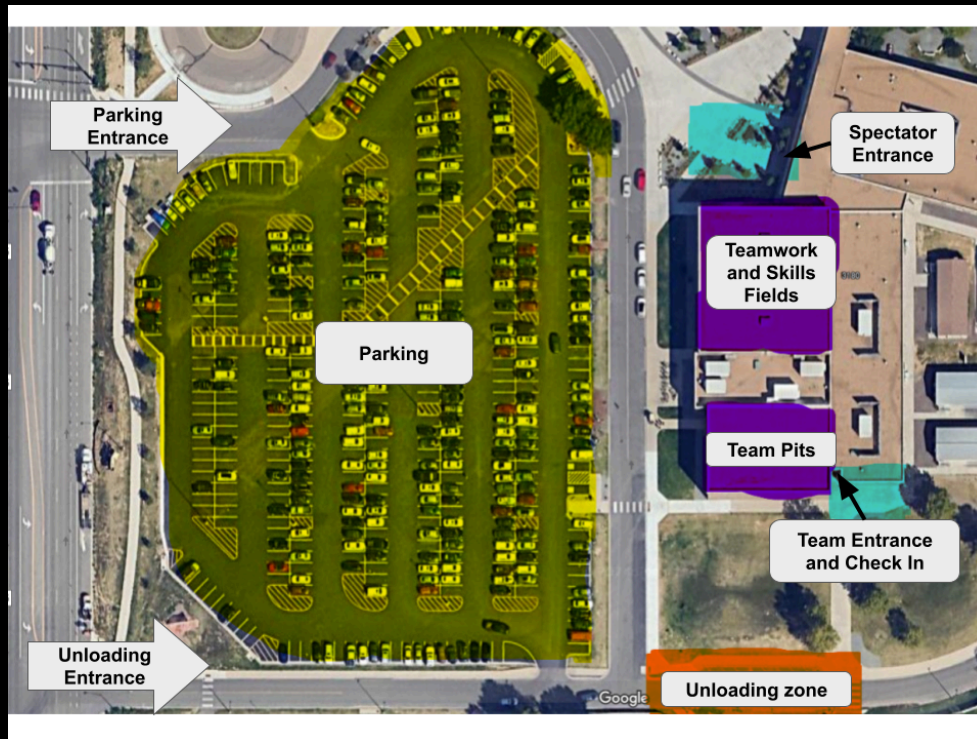 Parking
Entrance
Spectator
Entrance
Teamwork
and Skills
Fields
Parking
Team Pits
Team Entrance
and Check In
Unloading
Entrance
Unloading zone
Google